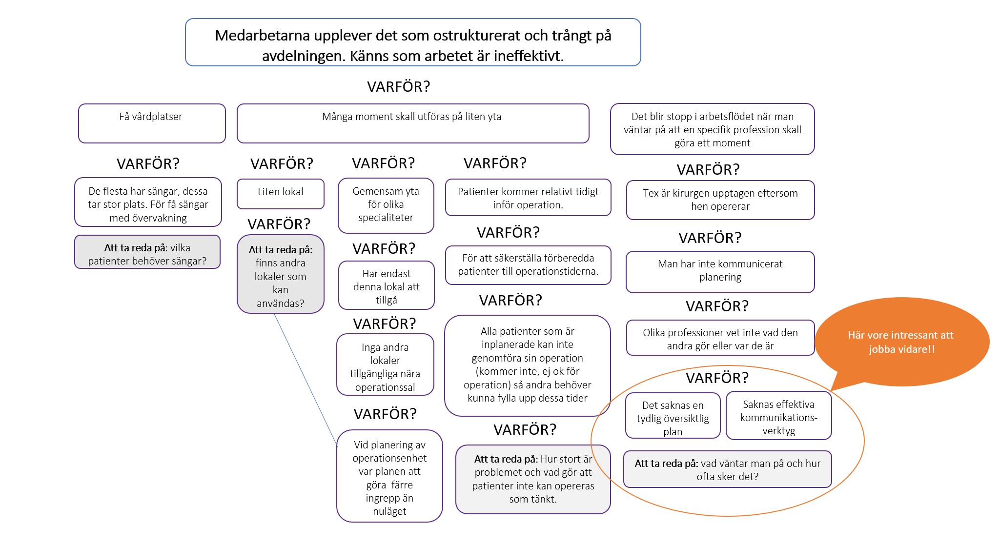 Medarbetarna upplever det som ostrukturerat och trångt på
avdelningen. Känns som arbetet är ineffektivt.
VARFÖR?
Få vårdplatser
Många moment skall utföras på liten yta
Det blir stopp i arbetsflödet när man
väntar på att en specifik profession skall
göra ett moment
VARFÖR?
De flesta har sängar, dessa
tar stor plats. För få sängar
med övervakning
Att ta reda på: vilka
patienter behöver sängar?
VARFÖR?
Liten lokal
VARFÖR?
Att ta reda på:
finns andra
lokaler som
kan
användas?
VARFÖR?
Gemensam yta
för olika
specialiteter
VARFÖR?
Har endast
denna lokal att
tillgå
VARFÖR?
Inga andra
lokaler
tillgängliga nära
operationssal
VARFÖR?
Vid planering av
operationsenhet
var planen att
göra  färre
ingrepp än
nuläget
VARFÖR?
Patienter kommer relativt tidigt
inför operation.
VARFÖR?
För att säkerställa förberedda
patienter till operationstiderna.
VARFÖR?
Alla patienter som är
inplanerade kan inte
genomföra sin operation
(kommer inte, ej ok för
operation) så andra behöver
kunna fylla upp dessa tider
VARFÖR?
Att ta reda på: Hur stort är
problemet och vad gör att
patienter inte kan opereras
som tänkt.
VARFÖR?
Tex är kirurgen upptagen eftersom
hen opererar
VARFÖR?
Man har inte kommunicerat
planering
VARFÖR?
Olika professioner vet inte vad den
andra gör eller var de är
VARFÖR?
Det saknas en
tydlig översiktlig
plan
Saknas effektiva
kommunikations-
verktyg
Att ta reda på: vad väntar man på och hur
ofta sker det?
Här vore intressant att
jobba vidare!!